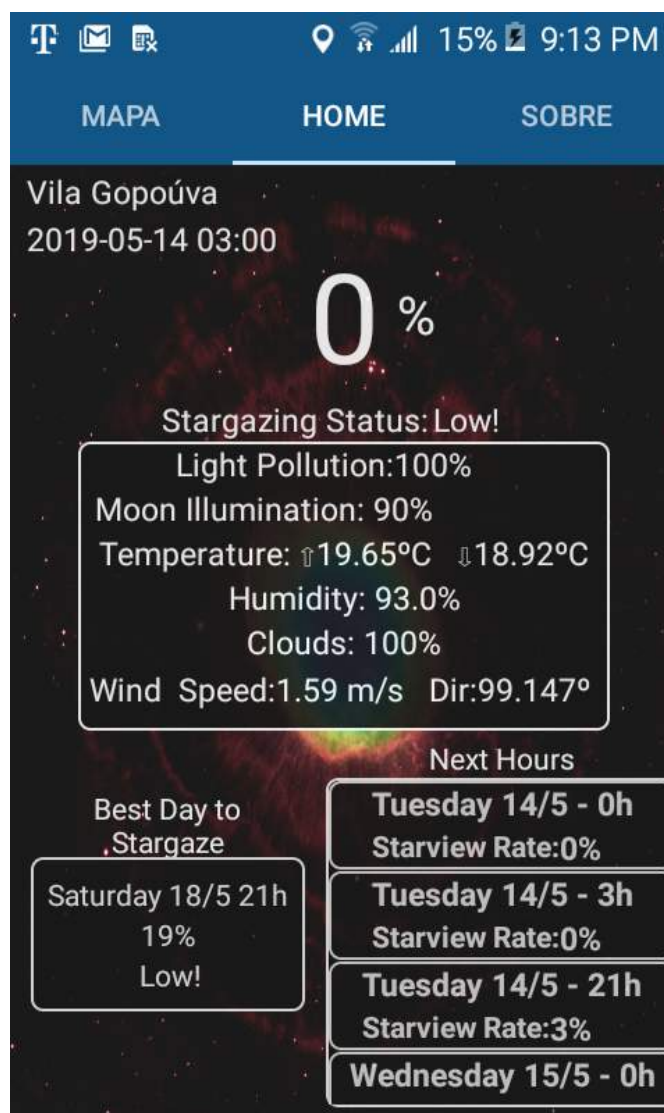 15% 9:13 PM
MAPA HOME SOBRE
Vila Gopoúva
2019-05-14 03:00
0 %
Stargazing Status: Low!
Light Pollution:100%
Moon Illumination: 90%
Temperature: ⇧19.65ºC ⇩18.92ºC
Humidity: 93.0%
Clouds: 100%
Wind Speed:1.59 m/s Dir:99.147º
Best Day to
Stargaze
Saturday 18/5 21h
19%
Low!
Next Hours
Tuesday 14/5 - 0h
Starview Rate:0%
Tuesday 14/5 - 3h
Starview Rate:0%
Tuesday 14/5 - 21h
Starview Rate:3%
Wednesday 15/5 - 0h